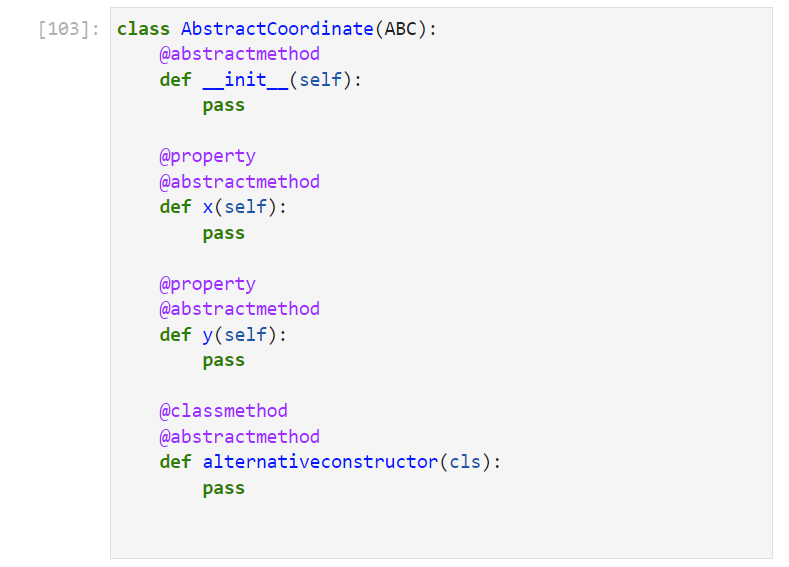 [103]: class AbstractCoordinate(ABC):
    @abstractmethod
    def __init__(self):
        pass

    @property
    @abstractmethod
    def x(self):
        pass

    @property
    @abstractmethod
    def y(self):
        pass

    @classmethod
    @abstractmethod
    def alternativeconstructor(cls):
        pass